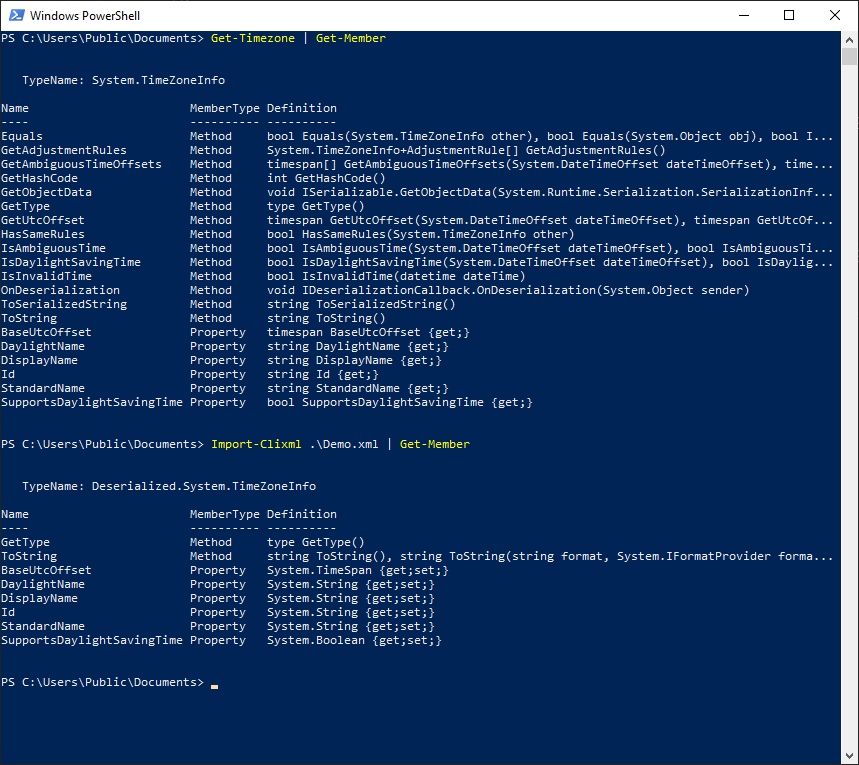 Windows PowerShell
PS C:\Users\Public\Documents> Get-Timezone | Get-Member
TypeName: System.TimeZoneInfo
Name MemberType Definition
---- ---------- ----------
Equals Method bool Equals(System.TimeZoneInfo other), bool Equals(System.Object obj), bool I...
GetAdjustmentRules Method System.TimeZoneInfo+AdjustmentRule[] GetAdjustmentRules()
GetAmbiguousTimeOffsets Method timespan[] GetAmbiguousTimeOffsets(System.DateTimeOffset dateTimeOffset), time...
GetHashCode Method int GetHashCode()
GetObjectData Method void ISerializable.GetObjectData(System.Runtime.Serialization.SerializationInf...
GetType Method type GetType()
GetUtcOffset Method timespan GetUtcOffset(System.DateTimeOffset dateTimeOffset), timespan GetUtcOf...
HasSameRules Method bool HasSameRules(System.TimeZoneInfo other)
IsAmbiguousTime Method bool IsAmbiguousTime(System.DateTimeOffset dateTimeOffset), bool IsAmbiguousTi...
IsDaylightSavingTime Method bool IsDaylightSavingTime(System.DateTimeOffset dateTimeOffset), bool IsDaylig...
IsInvalidTime Method bool IsInvalidTime(datetime dateTime)
OnDeserialization Method void IDeserializationCallback.OnDeserialization(System.Object sender)
ToSerializedString Method string ToSerializedString()
ToString Method string ToString()
BaseUtcOffset Property timespan BaseUtcOffset {get;}
DaylightName Property string DaylightName {get;}
DisplayName Property string DisplayName {get;}
Id Property string Id {get;}
StandardName Property string StandardName {get;}
SupportsDaylightSavingTime Property bool SupportsDaylightSavingTime {get;}
PS C:\Users\Public\Documents> Import-Clixml .\Demo.xml | Get-Member
TypeName: Deserialized.System.TimeZoneInfo
Name MemberType Definition
---- ---------- ----------
GetType Method type GetType()
ToString Method string ToString(), string ToString(string format, System.IFormatProvider forma...
BaseUtcOffset Property System.TimeSpan {get;set;}
DaylightName Property System.String {get;set;}
DisplayName Property System.String {get;set;}
Id Property System.String {get;set;}
StandardName Property System.String {get;set;}
SupportsDaylightSavingTime Property System.Boolean {get;set;}
PS C:\Users\Public\Documents>